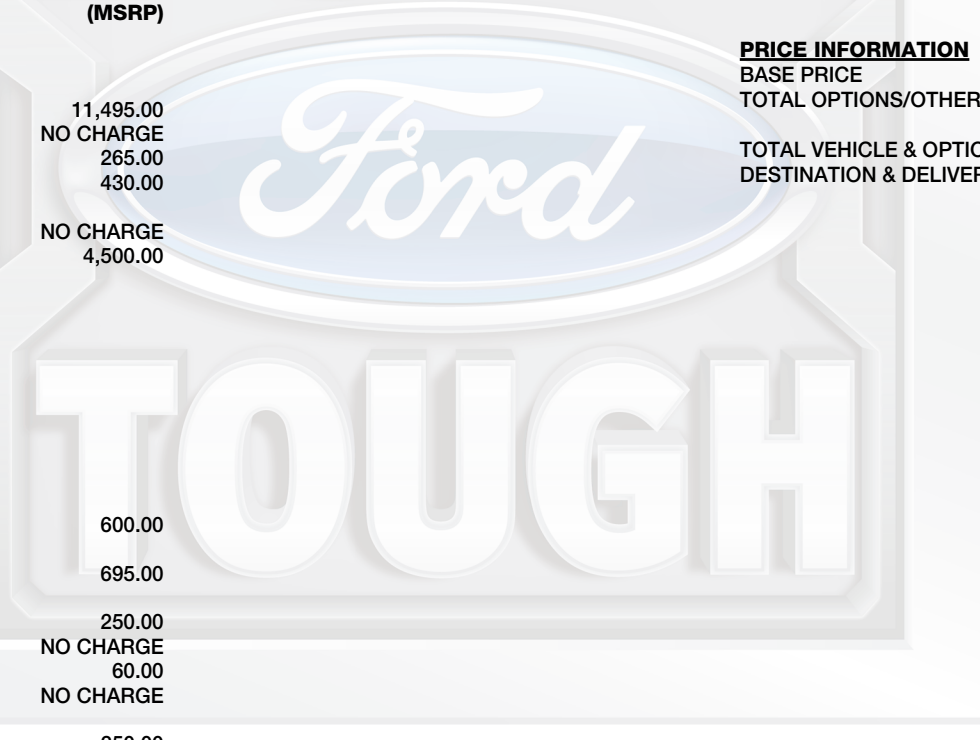 (MSRP)
11,495.00
NO CHARGE
265.00
430.00
NO CHARGE
4,500.00
600.00
695.00
250.00
NO CHARGE
60.00
NO CHARGE
PRICE INFORMATION
BASE PRICE
TOTAL OPTIONS/OTHER
TOTAL VEHICLE &
DESTINATION &
Ford
TOUGH